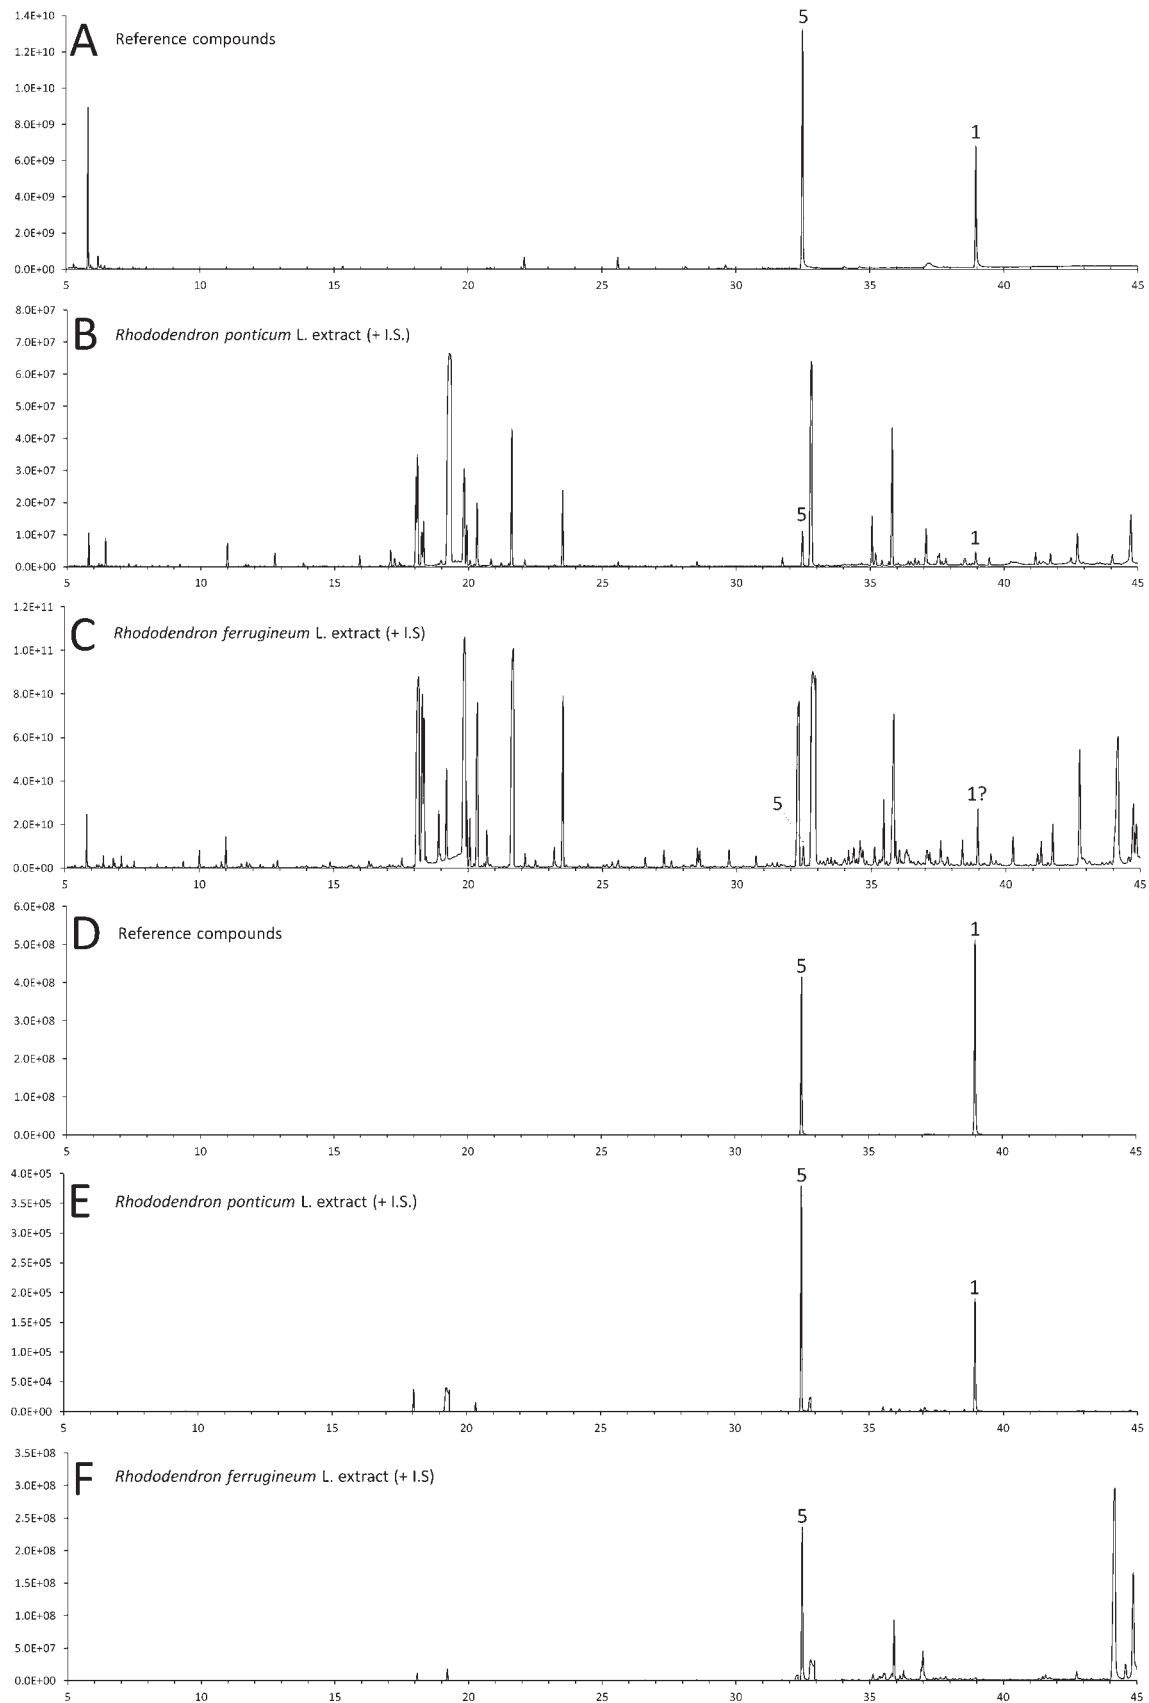 5
1.4E+10
A Reference compounds
1.2E+10
1.0E+10
8.0E+09
1
6.0E+09
4.0E+09
2.0E+09
0.0E+00
5 10 15 20 25 30 35 40 45
8.0E+07
B Rhododendron ponticum L. extract (+ I.S.)
7.0E+07
6.0E+07
5.0E+07
4.0E+07
3.0E+07
2.0E+07
5
1.0E+07
1
0.0E+00
5 10 15 20 25 30 35 40 45
1.2E+11
C Rhododendron ferrugineum L. extract (+ I.S)
1.0E+11
8.0E+10
6.0E+10
4.0E+10
5 1?
2.0E+10
0.0E+00
5 10 15 20 25 30 35 40 45
6.0E+08
D Reference compounds
1
5.0E+08
5
4.0E+08
3.0E+08
2.0E+08
1.0E+08
0.0E+00
5 10 15 20 25 30 35 40 45
4.0E+05
5
E Rhododendron ponticum L. extract (+ I.S.)
3.5E+05
3.0E+05
2.5E+05
2.0E+05
1
1.5E+05
1.0E+05
5.0E+04
0.0E+00
5 10 15 20 25 30 35 40 45
3.5E+08
F Rhododendron ferrugineum L. extract (+ I.S)
3.0E+08
2.5E+08
5
2.0E+08
1.5E+08
1.0E+08
5.0E+07
0.0E+00
5 10 15 20 25 30 35 40 45